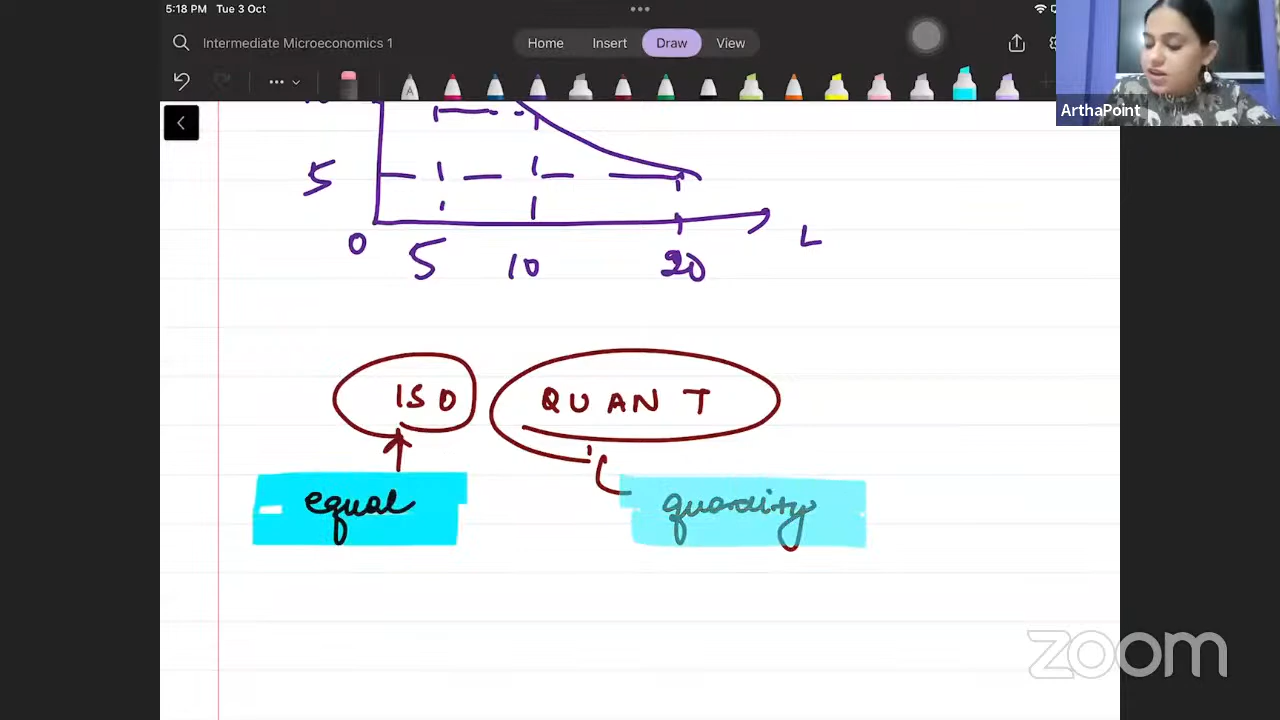 5:18 PM Tue 3 Oct
Intermediate Microeconomics 1
Home Insert Draw View
A
ArthaPoint
5
0 5 10 20 L
ISO QUANT
equal quantity
zoom